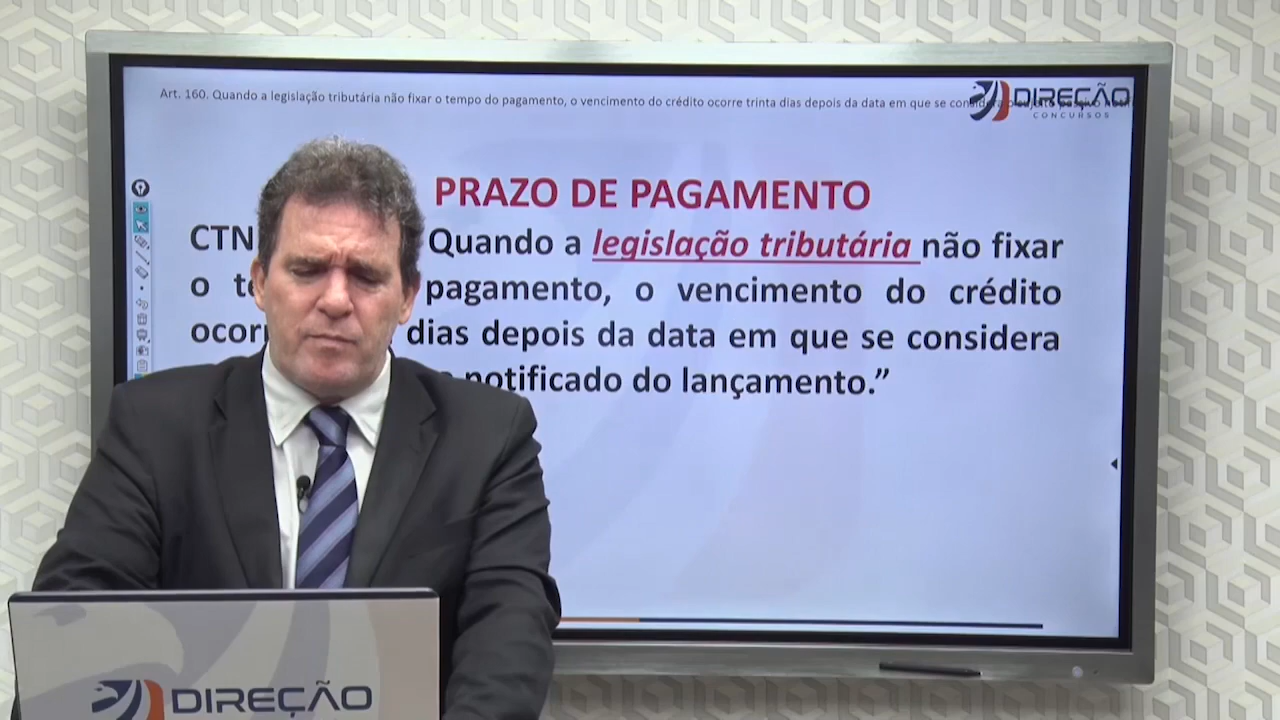 Art. 160. Quando a legislação tributária não fixar o tempo do pagamento, o vencimento do crédito ocorre trinta dias depois da data em que se considera o sujeito passivo
DIREÇÃO
CONCURSOS
PRAZO DE PAGAMENTO
CTN Quando a legislação tributária não fixar
o pagamento, o vencimento do crédito
dias depois da data em que se considera
notificado do lançamento.”
DIREÇÃO